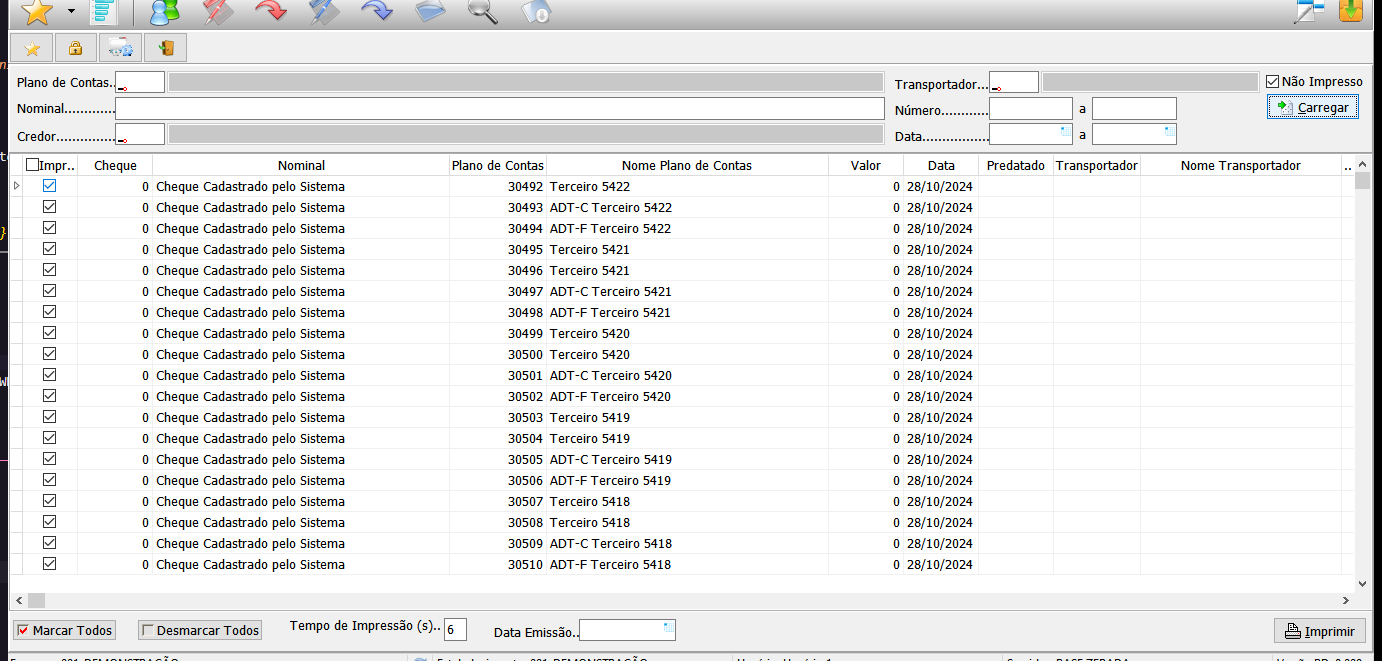 Plano de Contas..
Transportador...
Não Impresso
Nominal............
Número............
a
Carregar
Credor..............
Data.................
a
Impr.. Cheque Nominal Plano de Contas Nome Plano de Contas Valor Data Predatado Transportador Nome Transportador ..
0 Cheque Cadastrado pelo Sistema 30492 Terceiro 5422 0 28/10/2024
0 Cheque Cadastrado pelo Sistema 30493 ADT-C Terceiro 5422 0 28/10/2024
0 Cheque Cadastrado pelo Sistema 30494 ADT-F Terceiro 5422 0 28/10/2024
0 Cheque Cadastrado pelo Sistema 30495 Terceiro 5421 0 28/10/2024
0 Cheque Cadastrado pelo Sistema 30496 Terceiro 5421 0 28/10/2024
0 Cheque Cadastrado pelo Sistema 30497 ADT-C Terceiro 5421 0 28/10/2024
0 Cheque Cadastrado pelo Sistema 30498 ADT-F Terceiro 5421 0 28/10/2024
0 Cheque Cadastrado pelo Sistema 30499 Terceiro 5420 0 28/10/2024
0 Cheque Cadastrado pelo Sistema 30500 Terceiro 5420 0 28/10/2024
0 Cheque Cadastrado pelo Sistema 30501 ADT-C Terceiro 5420 0 28/10/2024
0 Cheque Cadastrado pelo Sistema 30502 ADT-F Terceiro 5420 0 28/10/2024
0 Cheque Cadastrado pelo Sistema 30503 Terceiro 5419 0 28/10/2024
0 Cheque Cadastrado pelo Sistema 30504 Terceiro 5419 0 28/10/2024
0 Cheque Cadastrado pelo Sistema 30505 ADT-C Terceiro 5419 0 28/10/2024
0 Cheque Cadastrado pelo Sistema 30506 ADT-F Terceiro 5419 0 28/10/2024
0 Cheque Cadastrado pelo Sistema 30507 Terceiro 5418 0 28/10/2024
0 Cheque Cadastrado pelo Sistema 30508 Terceiro 5418 0 28/10/2024
0 Cheque Cadastrado pelo Sistema 30509 ADT-C Terceiro 5418 0 28/10/2024
0 Cheque Cadastrado pelo Sistema 30510 ADT-F Terceiro 5418 0 28/10/2024
Marcar Todos Desmarcar Todos Tempo de Impressão (s).. 6 Data Emissão.. Imprimir